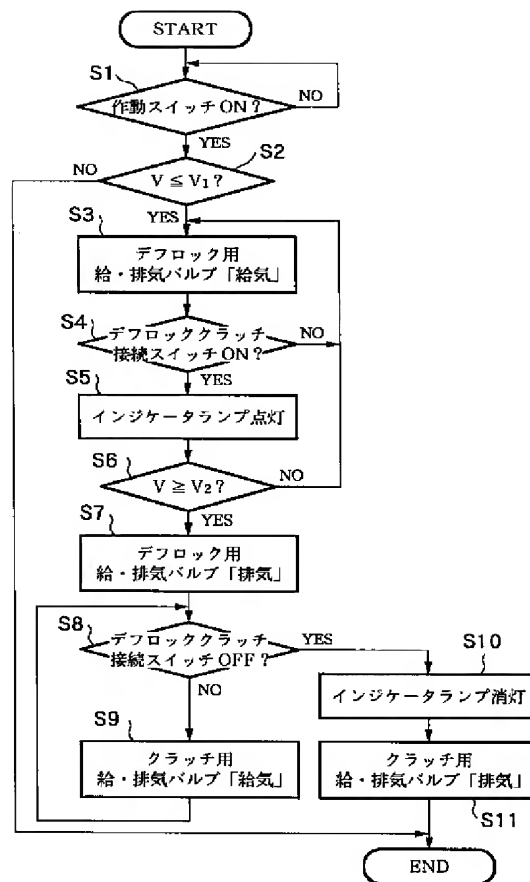 START
S1
作動スイッチON?
NO
YES
S2
NO
V≦V1?
YES
S3
デフロック用
給・排気バルブ「給気」
S4
デフロッククラッチ
接続スイッチON?
NO
YES
S5
インジケータランプ点灯
S6
V≧V2?
NO
YES
S7
デフロック用
給・排気バルブ「排気」
S8
デフロッククラッチ
接続スイッチOFF?
YES
NO
S10
インジケータランプ消灯
S9
クラッチ用
給・排気バルブ「給気」
クラッチ用
給・排気バルブ「排気」
S11
END